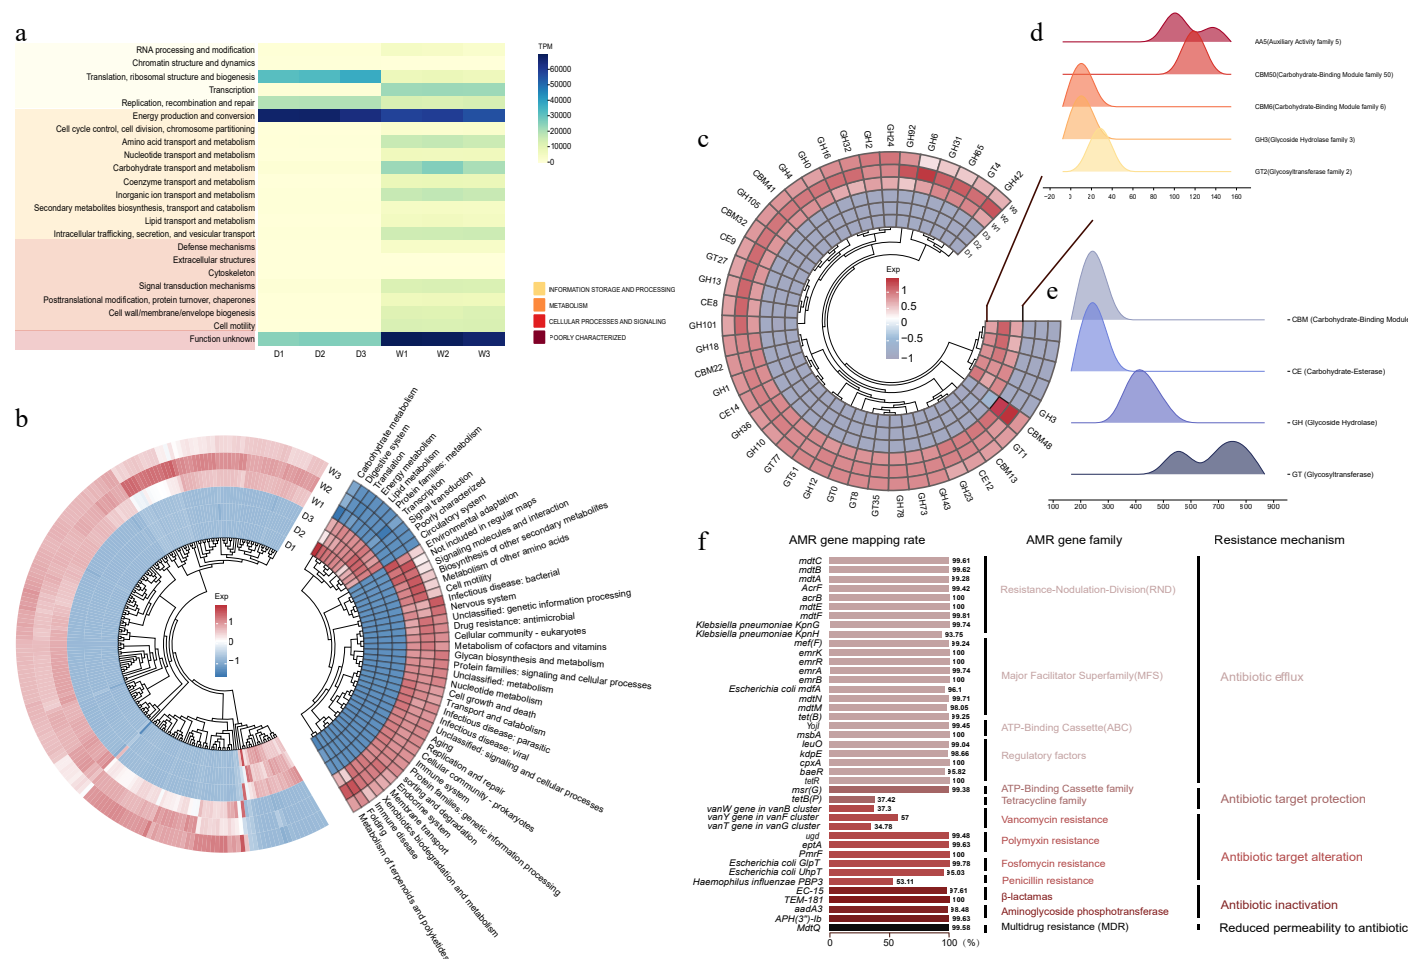 a
RNA processing and modification
Chromatin structure and dynamics
Translation, ribosomal structure and biogenesis
Transcription
Replication, recombination and repair
Energy production and conversion
Cell cycle control, cell division, chromosome partitioning
Amino acid transport and metabolism
Nucleotide transport and metabolism
Carbohydrate transport and metabolism
Coenzyme transport and metabolism
Inorganic ion transport and metabolism
Secondary metabolites biosynthesis, transport and catabolism
Lipid transport and metabolism
Intracellular trafficking, secretion, and vesicular transport
Defense mechanisms
Extracellular structures
Cytoskeleton
Signal transduction mechanisms
Posttranslational modification, protein turnover, chaperones
Cell wall/membrane/envelope biogenesis
Cell motility
Function unknown
D1 D2 D3 W1 W2 W3
TPM
60000
50000
40000
30000
20000
10000
0
INFORMATION STORAGE AND PROCESSING
METABOLISM
CELLULAR PROCESSES AND SIGNALING
POORLY CHARACTERIZED
b
W3
W2
W1
D3
D2
D1
Exp
1
0
−1
Carbohydrate metabolism
Digestive system
Translation
Energy metabolism
Lipid metabolism
Protein families: metabolism
Transcription
Signal transduction
Poorly characterized
Circulatory system
Environmental adaptation
Not included in regular maps
Signaling molecules and interaction
Biosynthesis of other secondary metabolites
Metabolism of other amino acids
Cell motility
Infectious disease: bacterial
Nervous system
Unclassified: genetic information processing
Drug resistance: antimicrobial
Cellular community - eukaryotes
Metabolism of cofactors and vitamins
Glycan biosynthesis and metabolism
Protein families: signaling and cellular processes
Unclassified: metabolism
Nucleotide metabolism
Cell growth and death
Transport and catabolism
Infectious disease: parasitic
Infectious disease: viral
Unclassified: signaling and cellular processes
Aging
Replication and repair
Cellular community - prokaryotes
Immune system
Protein families: genetic information processing
sorting and degradation
Endocrine system
Membrane transport
Xenobiotics biodegradation and metabolism
Immune disease
Folding
Metabolism of terpenoids and polyketides
c
GH42
GT4
GH65
GH31
GH6
GH92
GH24
GH2
GH32
GH16
GH0
GH4
CBM41
GH105
CBM32
CE9
GT27
GH13
CE8
GH101
GH18
CBM22
GH1
CE14
GH36
GH10
GT77
GT51
GH12
GT0
GT8
GT35
GH78
GH73
GH43
GH23
CE12
CBM13
GT1
CBM48
GH3
W3
W2
W1
D3
D2
D1
Exp
1
0.5
0
−0.5
−1
d
AA5(Auxiliary Activity family 5)
CBM50(Carbohydrate-Binding Module family 50)
CBM6(Carbohydrate-Binding Module family 6)
GH3(Glycoside Hydrolase family 3)
GT2(Glycosyltransferase family 2)
−20 0 20 40 60 80 100 120 140 160
e
CBM (Carbohydrate-Binding Module
CE (Carbohydrate-Esterase)
GH (Glycoside Hydrolase)
GT (Glycosyltransferase)
100 200 300 400 500 600 700 800 900
f
AMR gene mapping rate AMR gene family Resistance mechanism
mdtC 99.61
mdtB 99.62
mdtA 99.28
AcrF 99.42
acrB 100
mdtE 100
mdtF 99.81
Klebsiella pneumoniae KpnG 99.74
Klebsiella pneumoniae KpnH 93.75
mef(F) 99.24
emrK 100
emrR 100
emrA 99.74
emrB 100
Escherichia coli mdfA 96.1
mdtN 99.71
mdtM 98.05
tet(B) 99.25
Yojl 99.45
msbA 100
leuO 99.04
kdpE 98.66
cpxA 100
baeR 95.82
tetR 100
msr(G) 99.38
tetB(P) 37.42
vanW gene in vanB cluster 37.3
vanY gene in vanF cluster 57
vanT gene in vanG cluster 34.78
ugd 99.48
eptA 99.63
PmrF 100
Escherichia coli GlpT 99.78
Escherichia coli UhpT 95.03
Haemophilus influenzae PBP3 53.11
EC-15 97.61
TEM-181 100
aadA3 98.48
APH(3")-Ib 99.63
MdtQ 99.58
0 50 100 (%)
Resistance-Nodulation-Division(RND)
Major Facilitator Superfamily(MFS)
ATP-Binding Cassette(ABC)
Regulatory factors
ATP-Binding Cassette family
Tetracycline family
Vancomycin resistance
Polymyxin resistance
Fosfomycin resistance
Penicillin resistance
β-lactamas
Aminoglycoside phosphotransferase
Multidrug resistance (MDR)
Antibiotic efflux
Antibiotic target protection
Antibiotic target alteration
Antibiotic inactivation
Reduced permeability to antibiotic